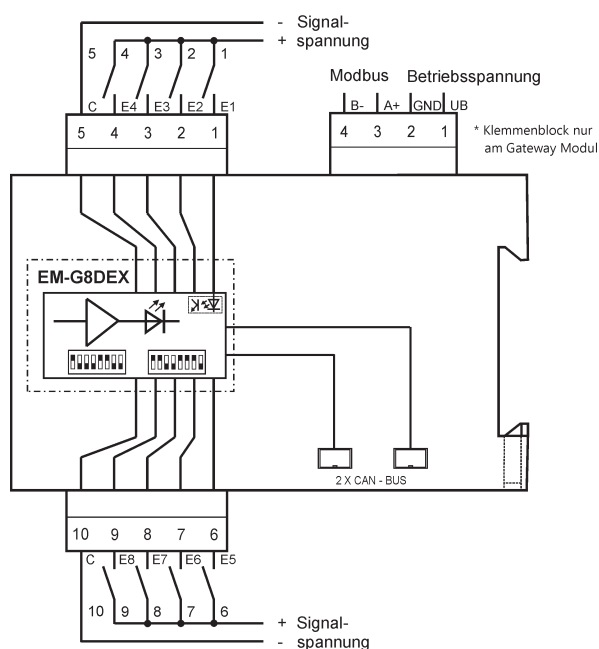 - Signal-
+ spannung
5 4 3 2 1
C E4 E3 E2 E1
5 4 3 2 1
Modbus Betriebsspannung
B- A+ GND UB
4 3 2 1
* Klemmenblock nur
am Gateway Modul
EM-G8DEX
2 X CAN - BUS
10 9 8 7 6
C E8 E7 E6 E5
10 9 8 7 6
+ Signal-
- spannung